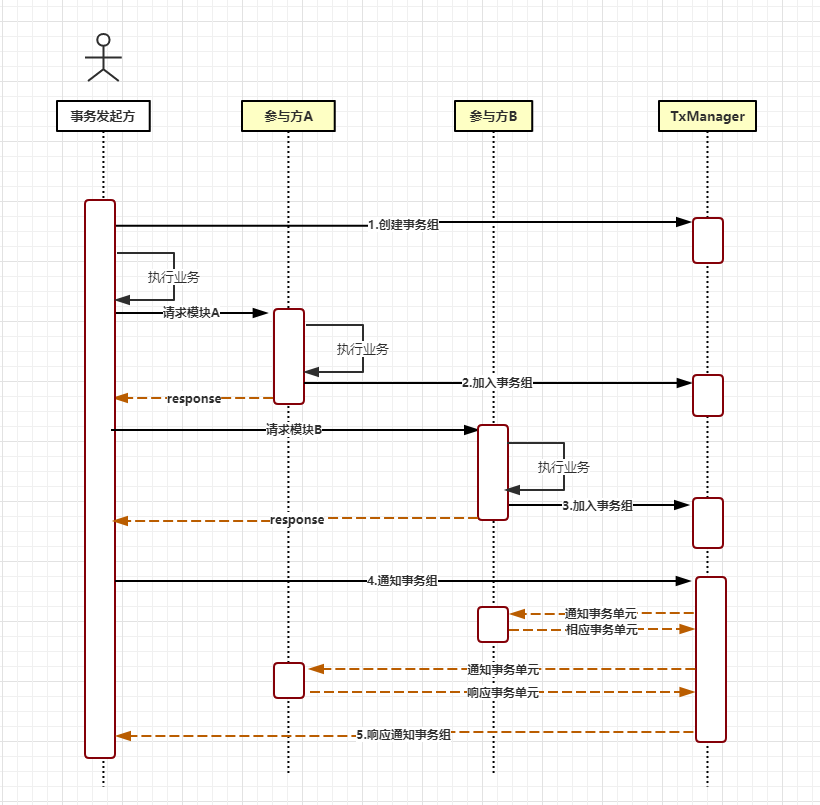 事务发起方
参与方A
参与方B
TxManager
1.创建事务组
执行业务
请求模块A
执行业务
2.加入事务组
response
请求模块B
执行业务
3.加入事务组
response
4.通知事务组
通知事务单元
相应事务单元
通知事务单元
响应事务单元
5.响应通知事务组